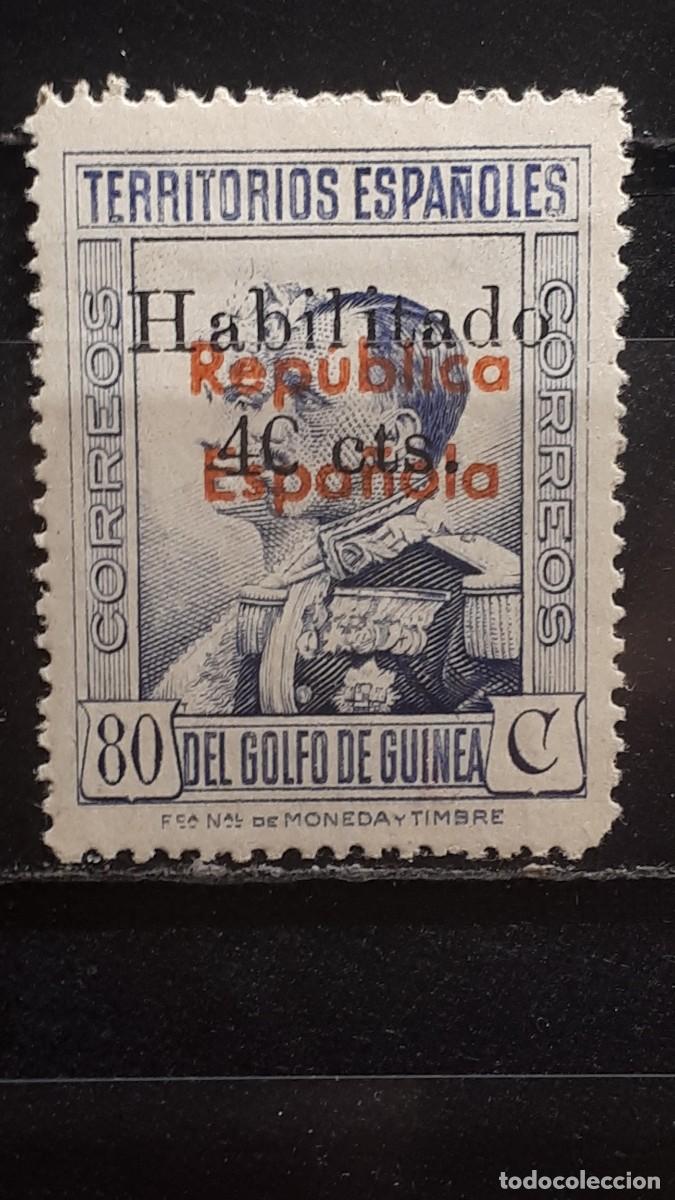 TERRITORIOS ESPAÑOLES
CORREOS
CORREOS
Habilitado
República
40 cts.
Española
80 DEL GOLFO DE GUINEA C
FCA NAL DE MONEDA Y TIMBRE
todocoleccion